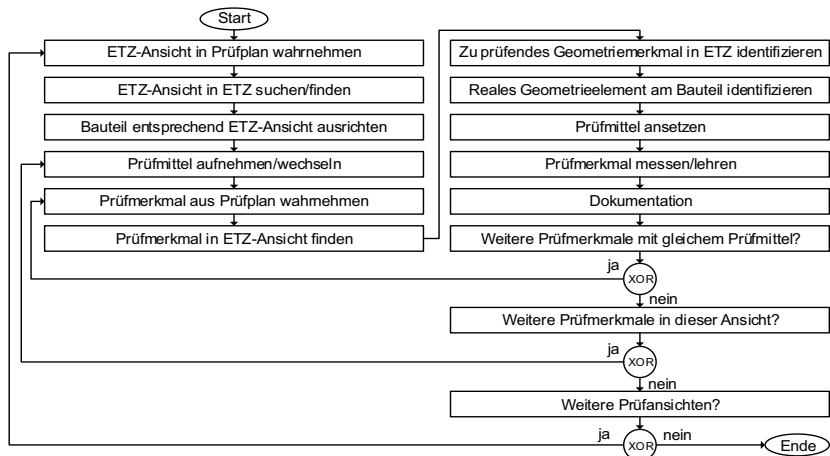 Start
ETZ-Ansicht in Prüfplan wahrnehmen
ETZ-Ansicht in ETZ suchen/finden
Bauteil entsprechend ETZ-Ansicht ausrichten
Prüfmittel aufnehmen/wechseln
Prüfmerkmal aus Prüfplan wahrnehmen
Prüfmerkmal in ETZ-Ansicht finden
Zu prüfendes Geometriemerkmal in ETZ identifizieren
Reales Geometrieelement am Bauteil identifizieren
Prüfmittel ansetzen
Prüfmerkmal messen/lehren
Dokumentation
Weitere Prüfmerkmale mit gleichem Prüfmittel?
ja
XOR
nein
Weitere Prüfmerkmale in dieser Ansicht?
ja
XOR
nein
Weitere Prüfansichten?
ja
XOR
nein
Ende